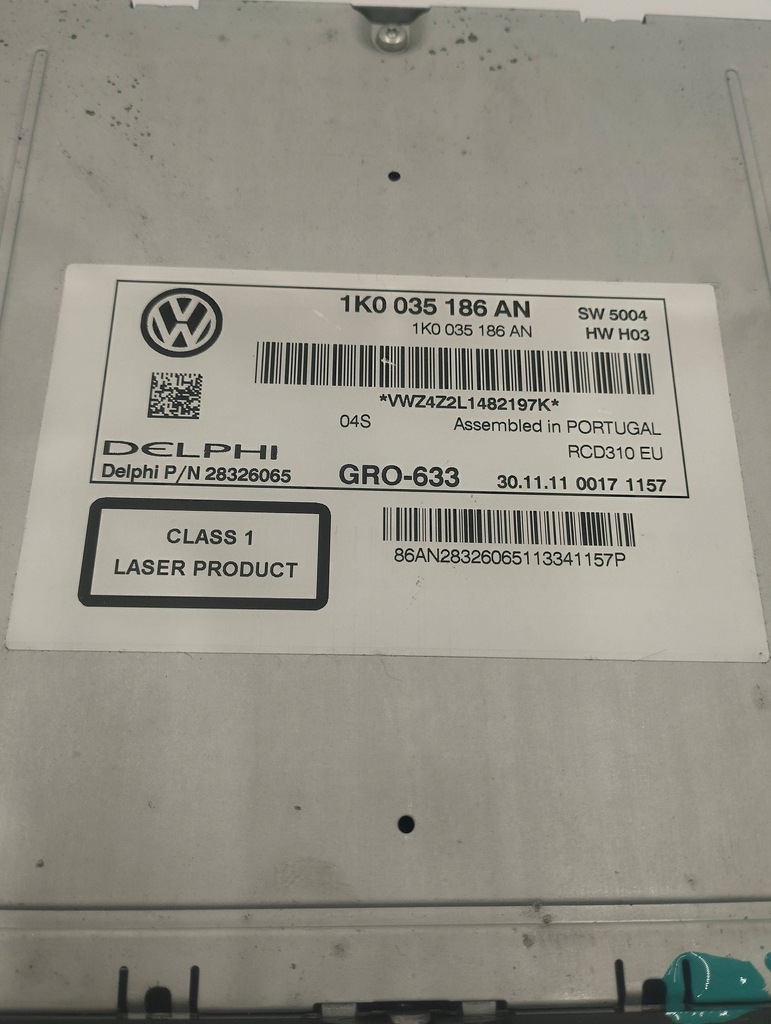 1K0 035 186 AN
SW 5004
1K0 035 186 AN
HW H03
*VWZ4Z2L1482197K*
04S
Assembled in PORTUGAL
DELPHI
RCD310 EU
Delphi P/N 28326065
GRO-633
30.11.11 0017 1157
CLASS 1
LASER PRODUCT
86AN28326065113341157P